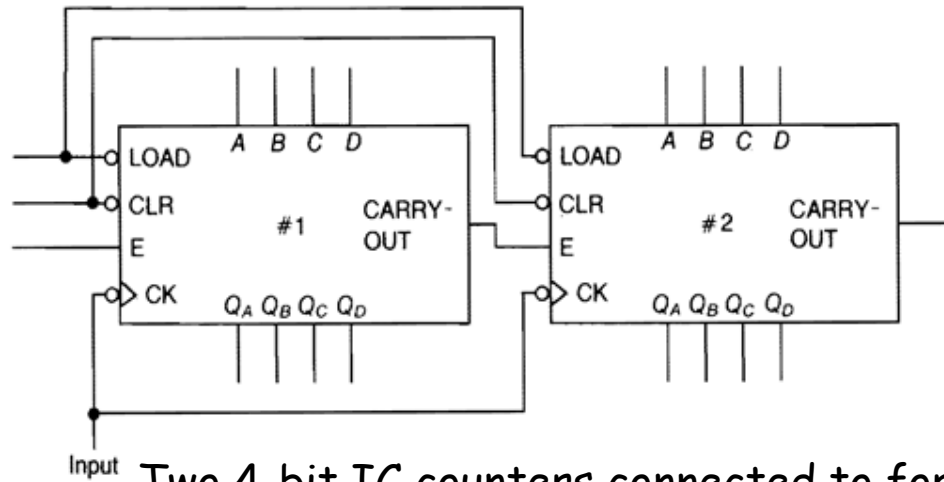 A B C D
LOAD
CLR
E
CK
#1
CARRY-
OUT
QA QB QC QD
A B C D
LOAD
CLR
E
CK
#2
CARRY-
OUT
QA QB QC QD
Input
Two 4-bit IC counters connected to